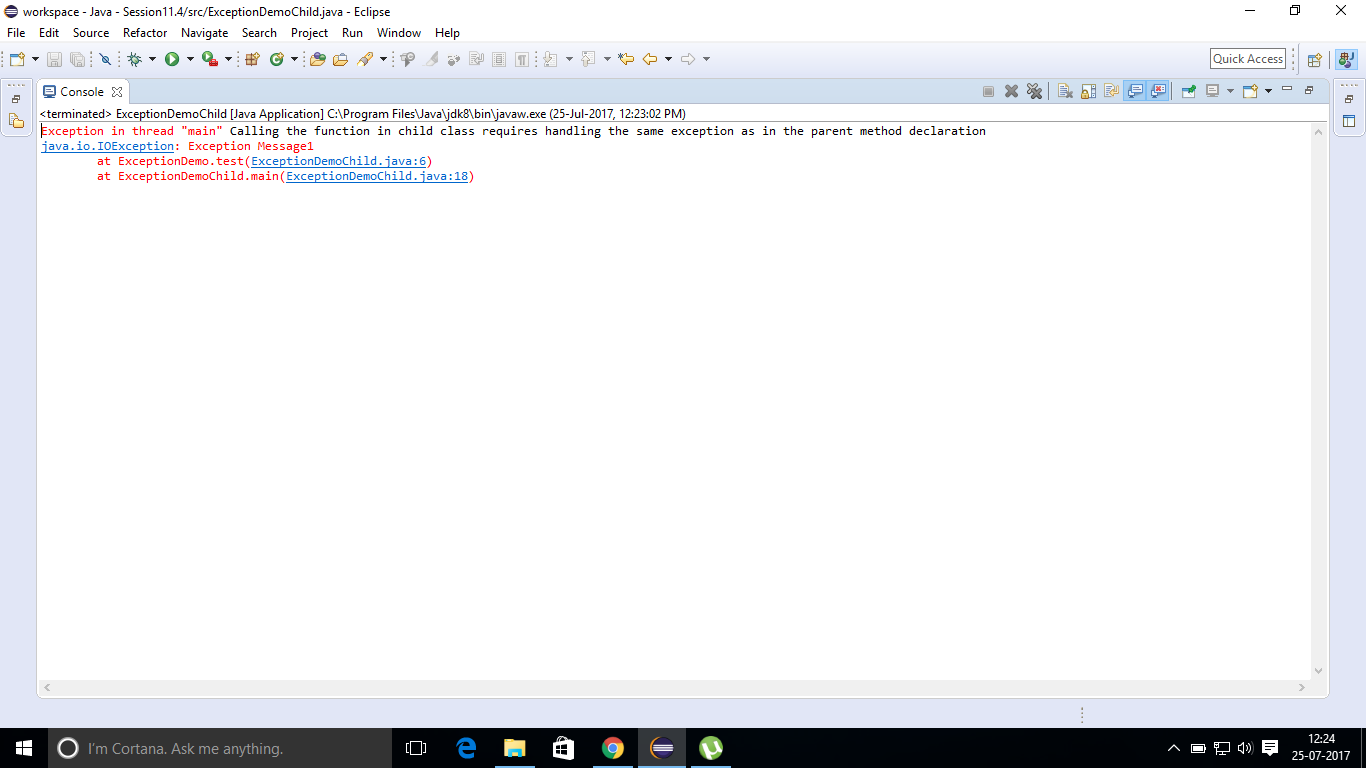 workspace - Java - Session11.4/src/ExceptionDemoChild.java - Eclipse
File Edit Source Refactor Navigate Search Project Run Window Help
Quick Access
Console
<terminated> ExceptionDemoChild [Java Application] C:\Program Files\Java\jdk8\bin\javaw.exe (25-Jul-2017, 12:23:02 PM)
Exception in thread "main" Calling the function in child class requires handling the same exception as in the parent method declaration
java.io.IOException: Exception Message1
at ExceptionDemo.test(ExceptionDemoChild.java:6)
at ExceptionDemoChild.main(ExceptionDemoChild.java:18)
I'm Cortana. Ask me anything.
12:24
25-07-2017